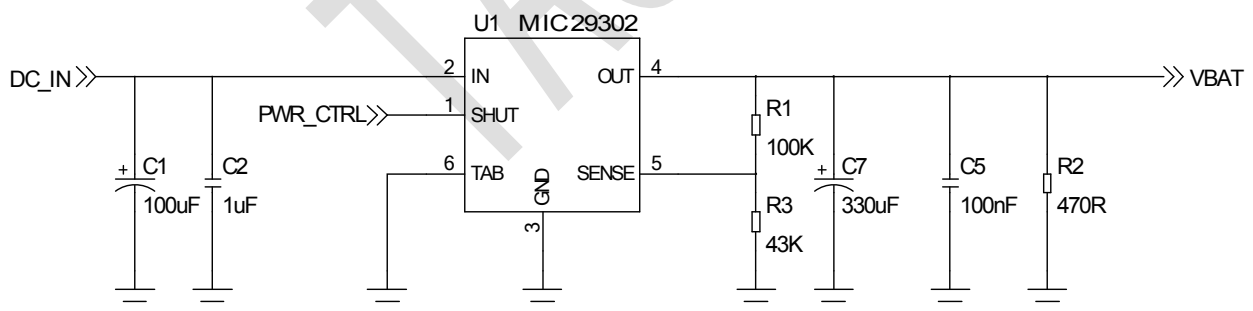 U1 MIC29302
DC_IN
2 IN
OUT 4
VBAT
PWR_CTRL
1 SHUT
R1
100K
6 TAB
SENSE 5
GND
3
C1
100uF
+
C2
1uF
R3
43K
C7
330uF
+
C5
100nF
R2
470R